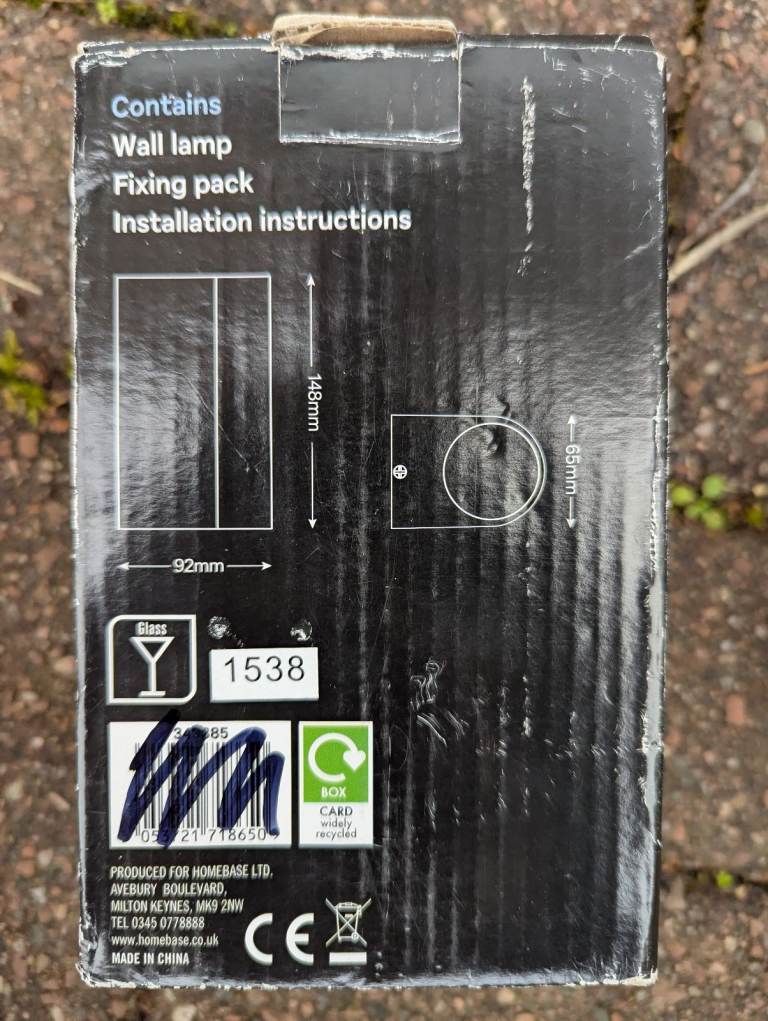 Contains
Wall lamp
Fixing pack
Installation instructions
148mm
65mm
92mm
Glass
1538
BOX
CARD
widely
recycled
718650
PRODUCED FOR HOMEBASE LTD.
AVEBURY BOULEVARD,
MILTON KEYNES, MK9 2NW
TEL 0345 0778888
www.homebase.co.uk
MADE IN CHINA
CE